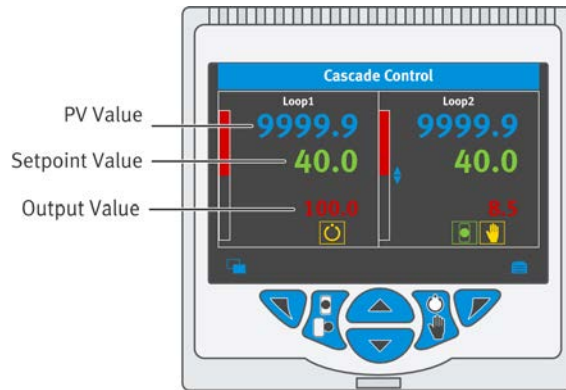 Cascade Control
Loop1
Loop2
PV Value
9999.9
9999.9
Setpoint Value
40.0
40.0
Output Value
100.0
8.5